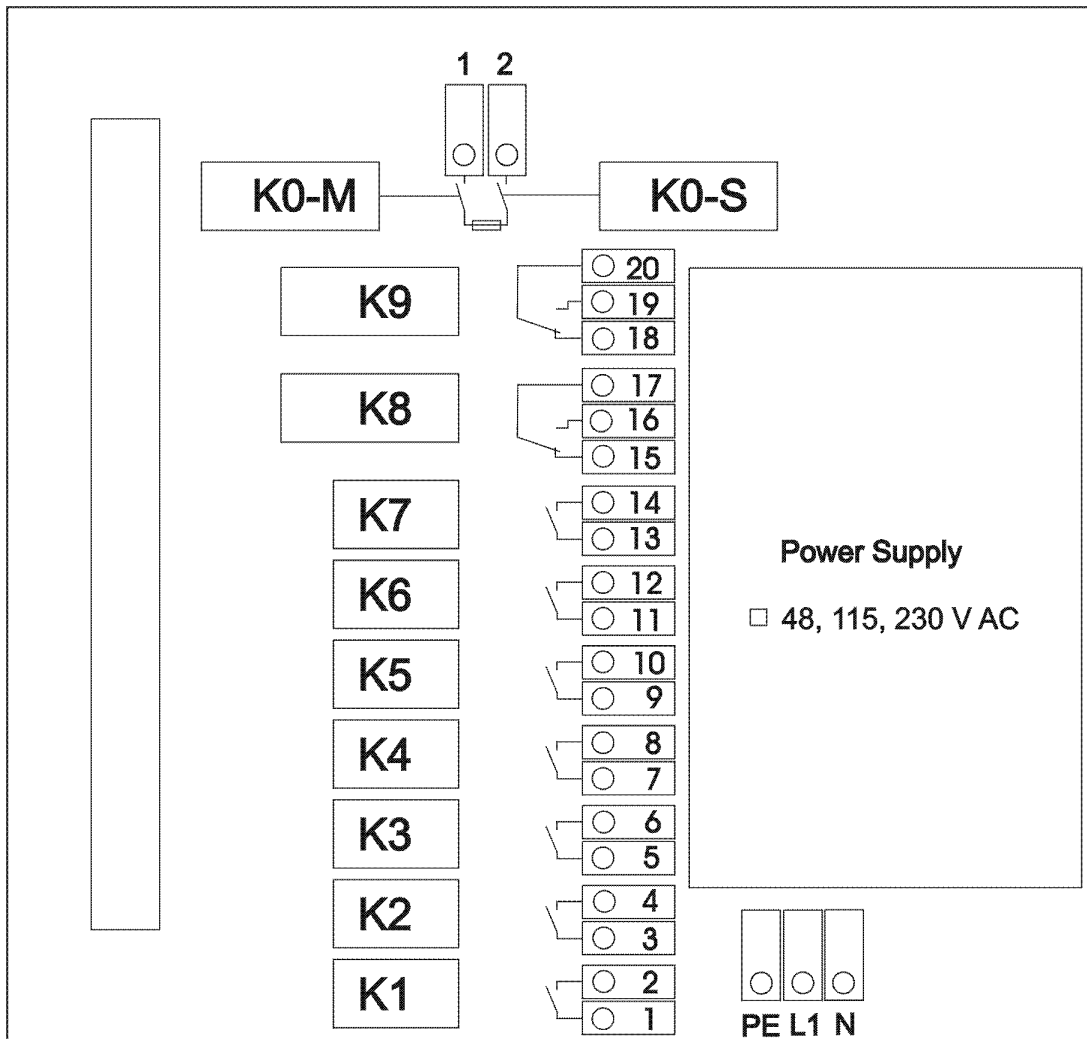 1 2
K0-M K0-S
20
K9 19
18
17
K8 16
15
K7 14
13
Power Supply
K6 12
11
48, 115, 230 V AC
K5 10
9
K4 8
7
K3 6
5
K2 4
3
K1 2
1
PE L1 N